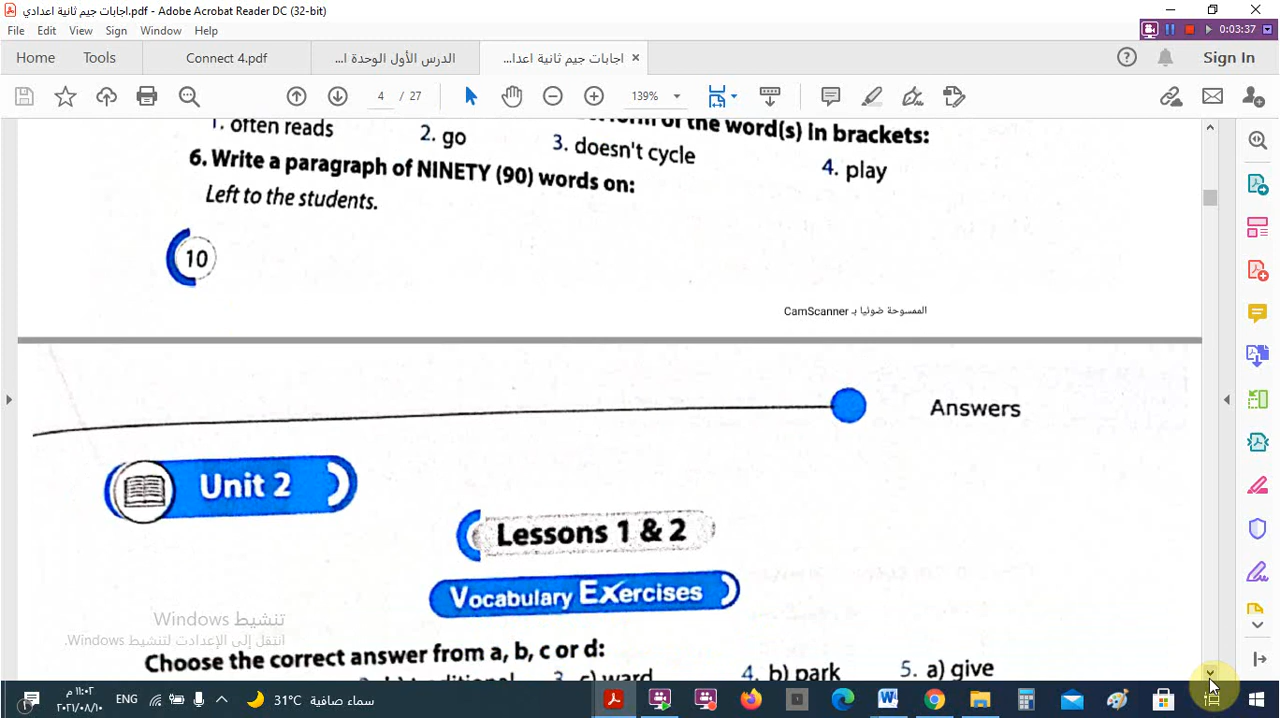 اجابات جيم ثانية اعدادي.pdf - Adobe Acrobat Reader DC (32-bit)
File Edit View Sign Window Help
0:03:37
Home Tools Connect 4.pdf الدرس الأول الوحدة ا... اجابات جيم ثانية اعدا... Sign In
4 / 27 139%
form of the word(s) in brackets:
1. often reads 2. go 3. doesn't cycle 4. play
6. Write a paragraph of NINETY (90) words on:
Left to the students.
10
الممسوحة ضوئيا بـ CamScanner
Answers
Unit 2
Lessons 1 & 2
Vocabulary Exercises
تنشيط Windows
انتقل إلى الإعدادات لتنشيط Windows.
Choose the correct answer from a, b, c or d:
3. c) ward 4. b) park 5. a) give
١١:٠٢ م
٢٠٢١/٠٨/١٠
ENG
31°C سماء صافية